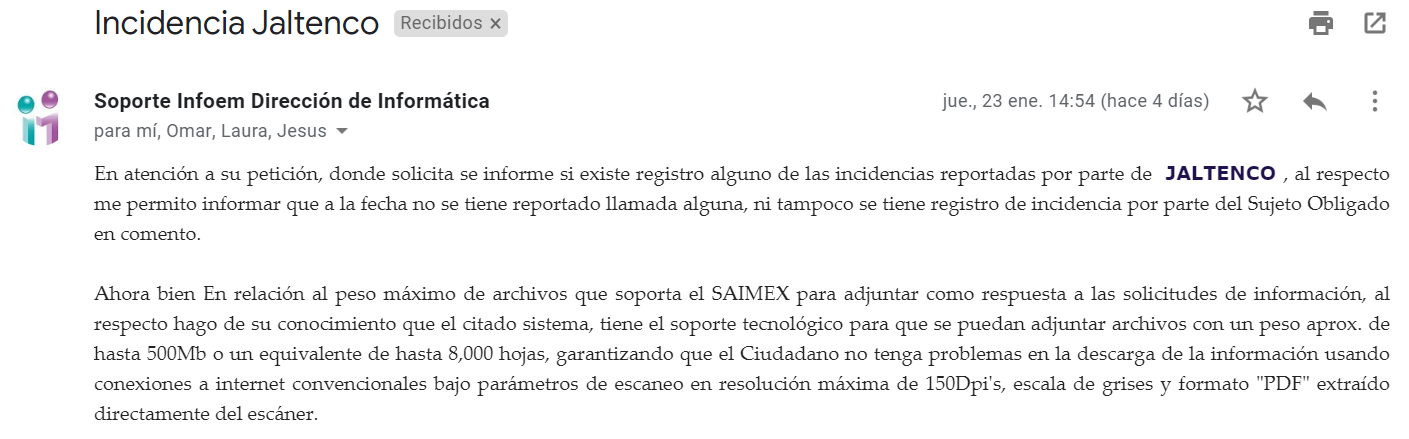 Incidencia Jaltenco Recibidos ×
Soporte Infoem Dirección de Informática
jue., 23 ene. 14:54 (hace 4 días)
para mí, Omar, Laura, Jesus
En atención a su petición, donde solicita se informe si existe registro alguno de las incidencias reportadas por parte de JALTENCO , al respecto
me permito informar que a la fecha no se tiene reportado llamada alguna, ni tampoco se tiene registro de incidencia por parte del Sujeto Obligado
en comento.
Ahora bien En relación al peso máximo de archivos que soporta el SAIMEX para adjuntar como respuesta a las solicitudes de información, al
respecto hago de su conocimiento que el citado sistema, tiene el soporte tecnológico para que se puedan adjuntar archivos con un peso aprox. de
hasta 500Mb o un equivalente de hasta 8,000 hojas, garantizando que el Ciudadano no tenga problemas en la descarga de la información usando
conexiones a internet convencionales bajo parámetros de escaneo en resolución máxima de 150Dpi's, escala de grises y formato "PDF" extraído
directamente del escáner.